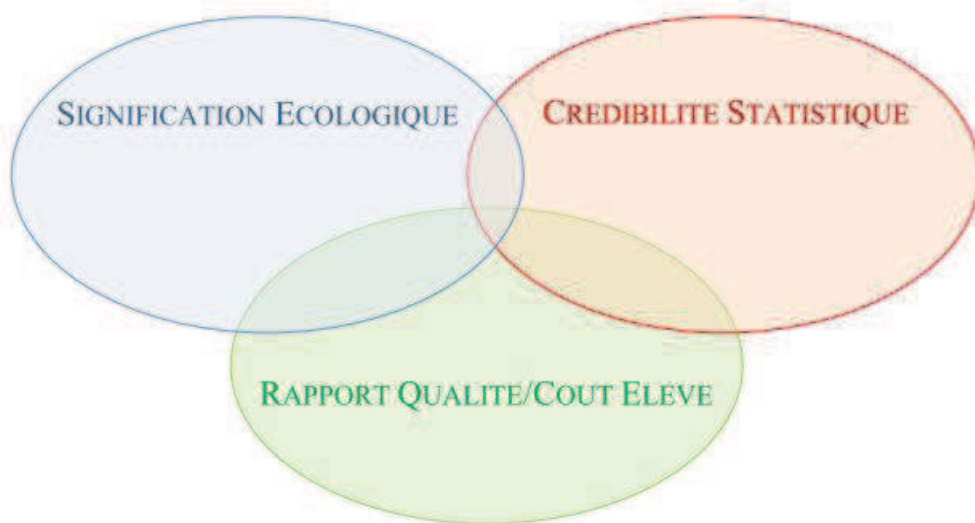 SIGNIFICATION ECOLOGIQUE
CREDIBILITE STATISTIQUE
RAPPORT QUALITE/COUT ELEVE